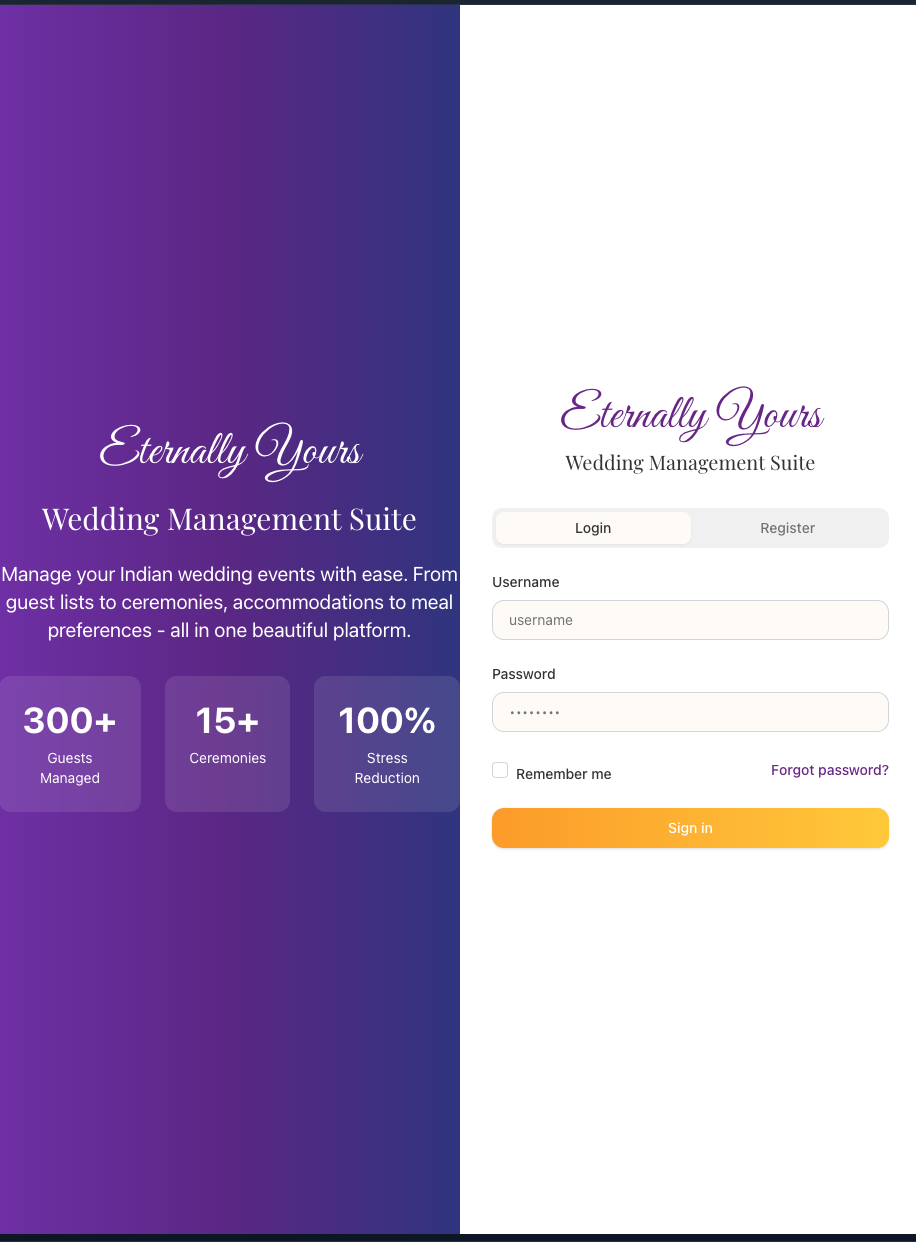 Eternally Yours
Wedding Management Suite
Manage your Indian wedding events with ease. From
guest lists to ceremonies, accommodations to meal
preferences - all in one beautiful platform.
300+
Guests
Managed
15+
Ceremonies
100%
Stress
Reduction
Eternally Yours
Wedding Management Suite
Login
Register
Username
username
Password
••••••••
Remember me
Forgot password?
Sign in